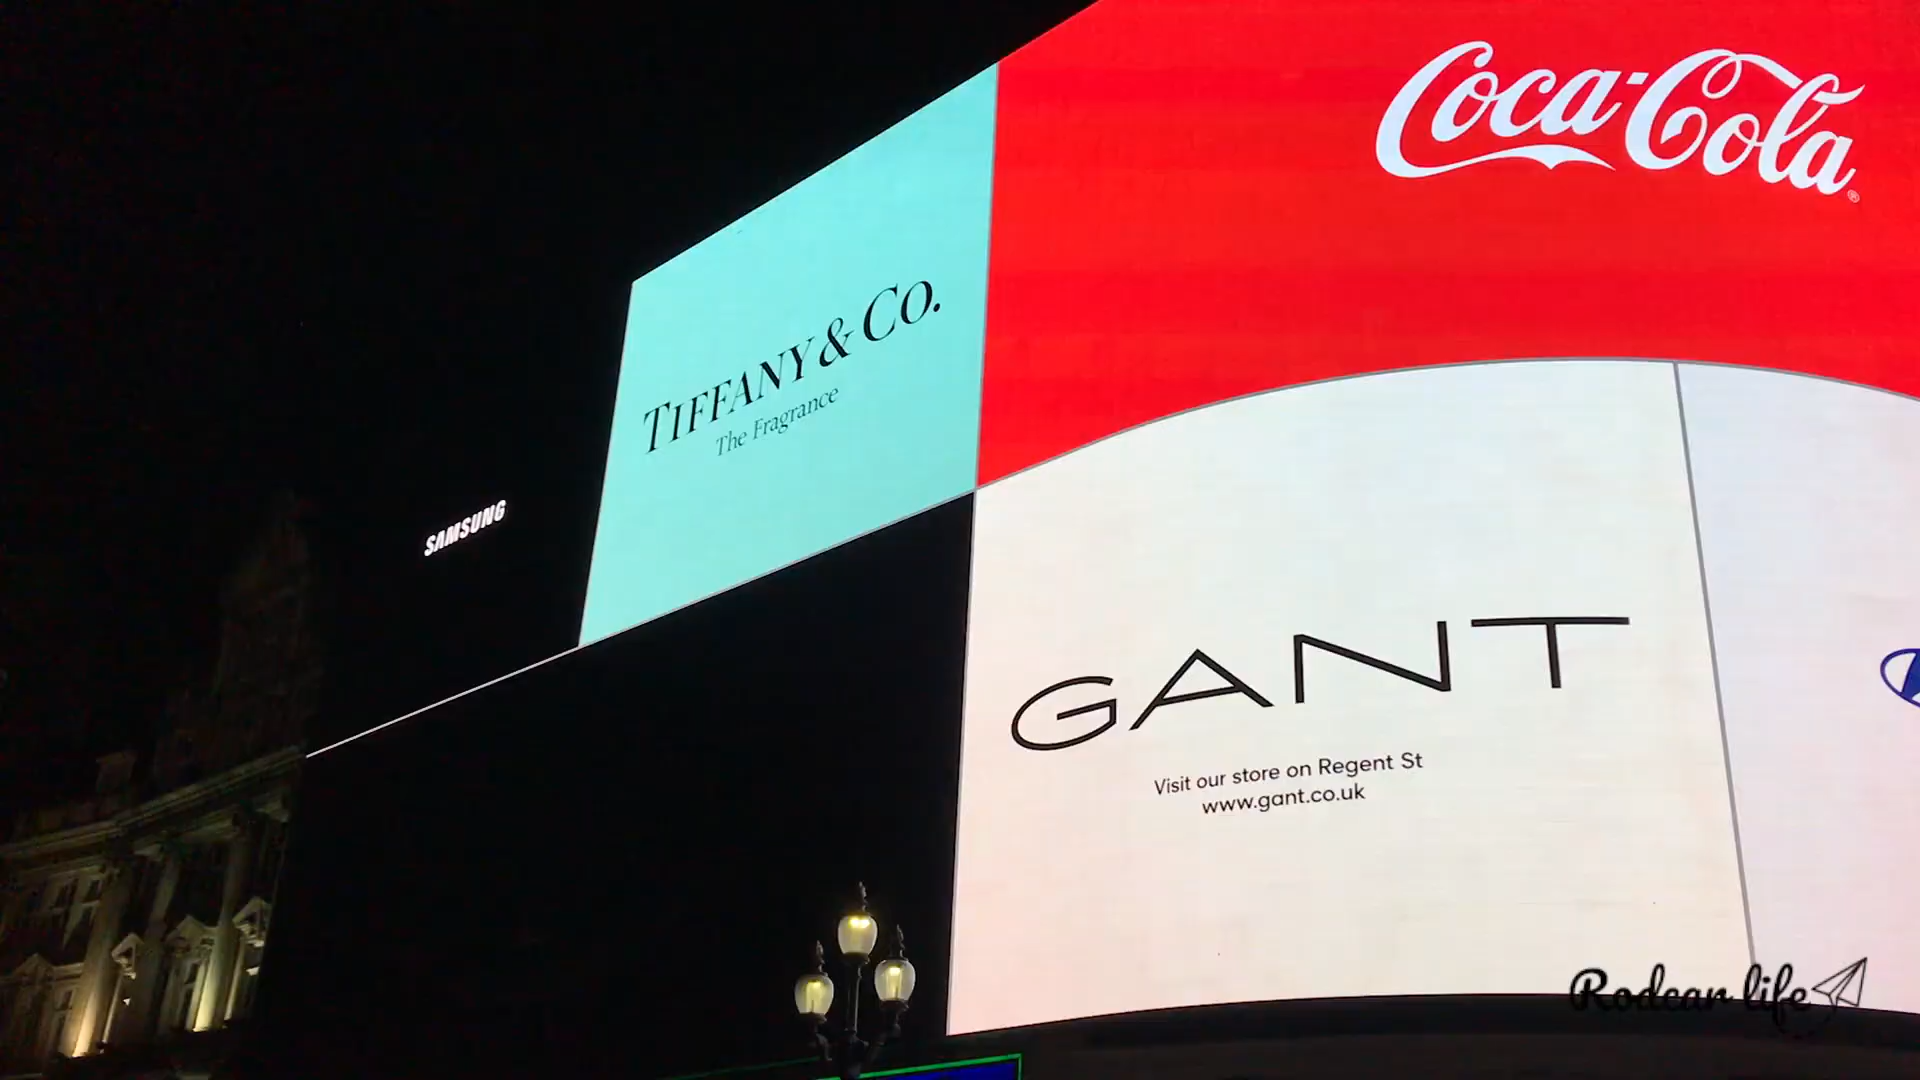 Coca-Cola
TIFFANY & CO.
The Fragrance
SAMSUNG
GANT
Visit our store on Regent St
www.gant.co.uk
Rodcar life